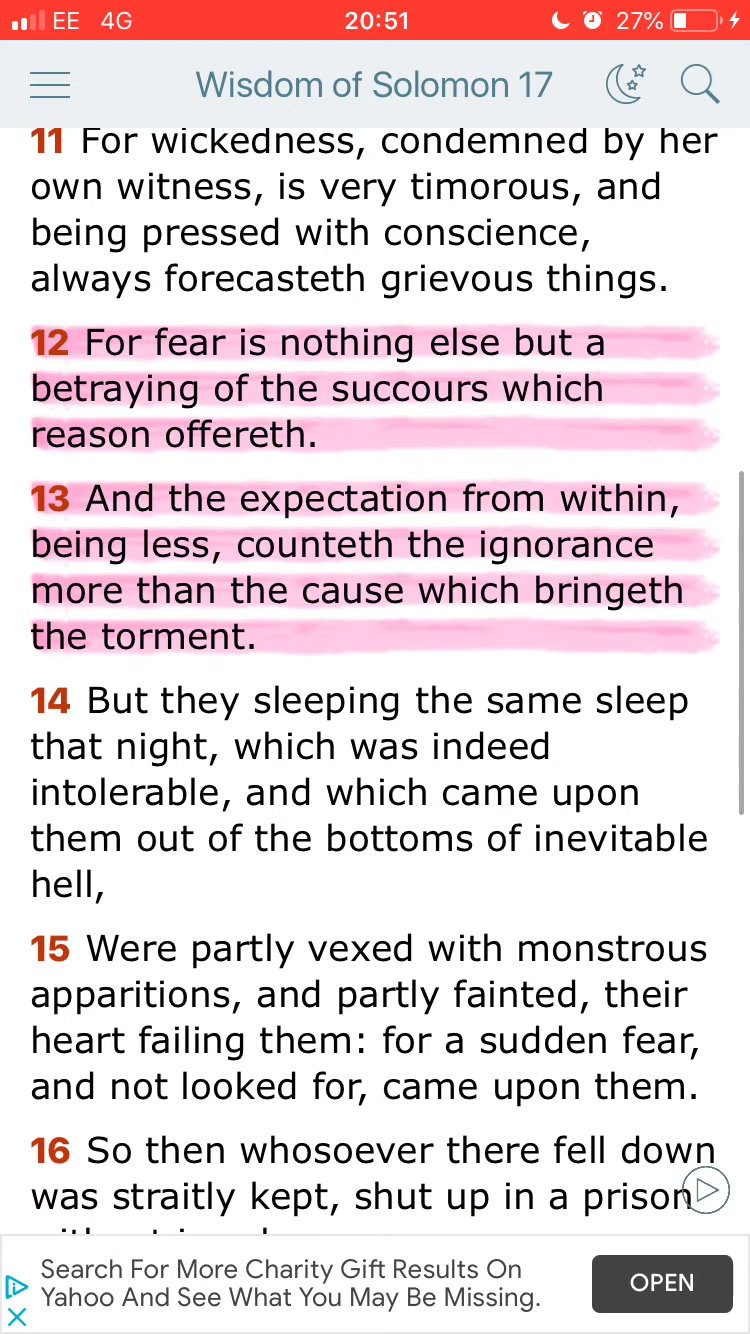 EE 4G 20:51 27%
Wisdom of Solomon 17
11 For wickedness, condemned by her
own witness, is very timorous, and
being pressed with conscience,
always forecasteth grievous things.
12 For fear is nothing else but a
betraying of the succours which
reason offereth.
13 And the expectation from within,
being less, counteth the ignorance
more than the cause which bringeth
the torment.
14 But they sleeping the same sleep
that night, which was indeed
intolerable, and which came upon
them out of the bottoms of inevitable
hell,
15 Were partly vexed with monstrous
apparitions, and partly fainted, their
heart failing them: for a sudden fear,
and not looked for, came upon them.
16 So then whosoever there fell down
was straitly kept, shut up in a prison
Search For More Charity Gift Results On
Yahoo And See What You May Be Missing.
OPEN